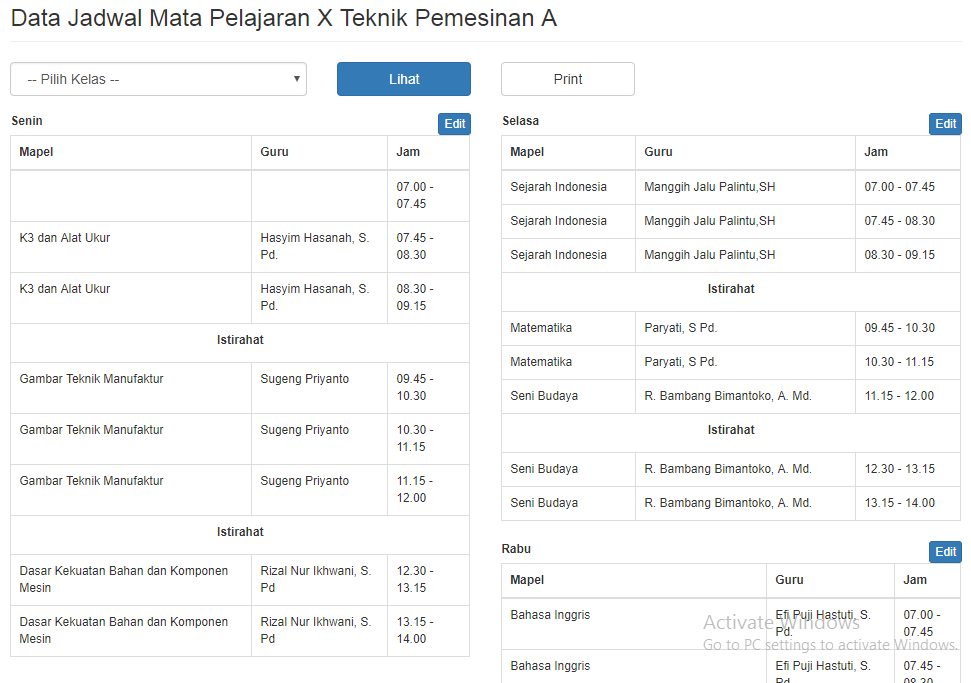 Data Jadwal Mata Pelajaran X Teknik Pemesinan A
-- Pilih Kelas --
Lihat
Print
Senin
Edit
Mapel Guru Jam
07.00 -
07.45
K3 dan Alat Ukur Hasyim Hasanah, S. 07.45 -
Pd. 08.30
K3 dan Alat Ukur Hasyim Hasanah, S. 08.30 -
Pd. 09.15
Istirahat
Gambar Teknik Manufaktur Sugeng Priyanto 09.45 -
10.30
Gambar Teknik Manufaktur Sugeng Priyanto 10.30 -
11.15
Gambar Teknik Manufaktur Sugeng Priyanto 11.15 -
12.00
Istirahat
Dasar Kekuatan Bahan dan Komponen Rizal Nur Ikhwani, S. 12.30 -
Mesin Pd 13.15
Dasar Kekuatan Bahan dan Komponen Rizal Nur Ikhwani, S. 13.15 -
Mesin Pd 14.00
Selasa
Edit
Mapel Guru Jam
Sejarah Indonesia Manggih Jalu Palintu,SH 07.00 - 07.45
Sejarah Indonesia Manggih Jalu Palintu,SH 07.45 - 08.30
Sejarah Indonesia Manggih Jalu Palintu,SH 08.30 - 09.15
Istirahat
Matematika Paryati, S Pd. 09.45 - 10.30
Matematika Paryati, S Pd. 10.30 - 11.15
Seni Budaya R. Bambang Bimantoko, A. Md. 11.15 - 12.00
Istirahat
Seni Budaya R. Bambang Bimantoko, A. Md. 12.30 - 13.15
Seni Budaya R. Bambang Bimantoko, A. Md. 13.15 - 14.00
Rabu
Edit
Mapel Guru Jam
Bahasa Inggris Efi Puji Hastuti, S. 07.00 -
Pd. 07.45
Bahasa Inggris Efi Puji Hastuti, S. 07.45 -
Pd. 08.30
Activate Windows
Go to PC settings to activate Windows.